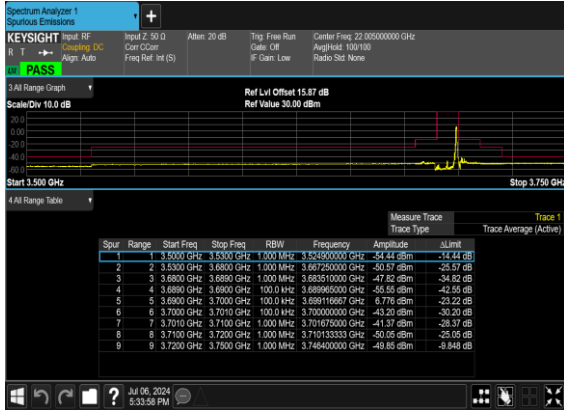 Spectrum Analyzer 1
Spurious Emissions
KEYSIGHT Input: RF Input Z: 50 Ω Atten: 20 dB Trig: Free Run Center Freq: 22.005000000 GHz
R T Coupling: DC Corr CCorr Gate: Off Avg|Hold: 100/100
Align: Auto Freq Ref: Int (S) IF Gain: Low Radio Std: None
PASS
3 All Range Graph
Ref Lvl Offset 15.87 dB
Scale/Div 10.0 dB Ref Value 30.00 dBm
20.0
0.00
-20.0
-40.0
-60.0
Start 3.500 GHz Stop 3.750 GHz
4 All Range Table
Measure Trace Trace 1
Trace Type Trace Average (Active)
Spur Range Start Freq Stop Freq RBW Frequency Amplitude ΔLimit
1 1 3.5000 GHz 3.5300 GHz 1.000 MHz 3.524900000 GHz -54.44 dBm -14.44 dB
2 2 3.5300 GHz 3.6800 GHz 1.000 MHz 3.667250000 GHz -50.57 dBm -25.57 dB
3 3 3.6800 GHz 3.6890 GHz 1.000 MHz 3.683510000 GHz -47.82 dBm -34.82 dB
4 4 3.6890 GHz 3.6900 GHz 100.0 kHz 3.689965000 GHz -55.55 dBm -42.55 dB
5 5 3.6900 GHz 3.7000 GHz 100.0 kHz 3.699116667 GHz 6.776 dBm -23.22 dB
6 6 3.7000 GHz 3.7010 GHz 100.0 kHz 3.700000000 GHz -43.20 dBm -30.20 dB
7 7 3.7010 GHz 3.7100 GHz 1.000 MHz 3.701675000 GHz -41.37 dBm -28.37 dB
8 8 3.7100 GHz 3.7200 GHz 1.000 MHz 3.710133333 GHz -50.05 dBm -25.05 dB
9 9 3.7200 GHz 3.7500 GHz 1.000 MHz 3.746400000 GHz -49.85 dBm -9.848 dB
Jul 06, 2024
5:33:58 PM